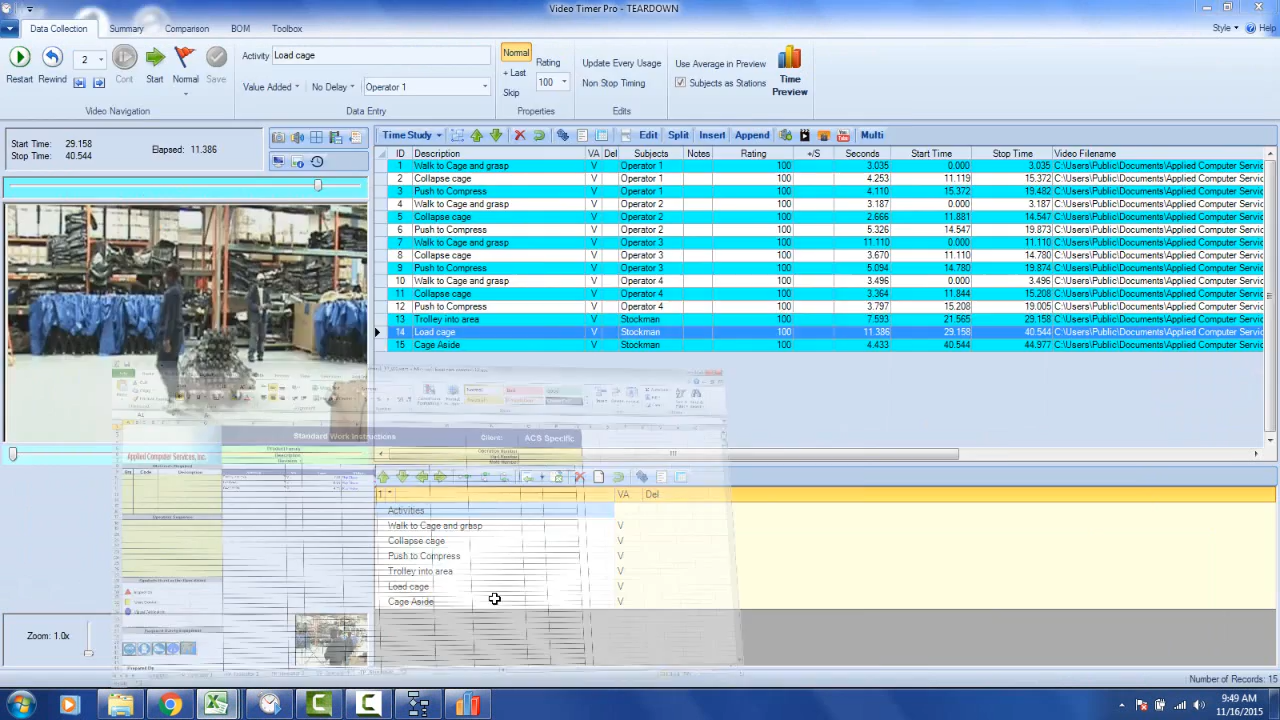 Video Timer Pro - TEARDOWN
Data Collection Summary Comparison BOM Toolbox Style Help
2 Activity Load cage Normal Rating Update Every Usage Use Average in Preview
Restart Rewind Cont Start Normal Save + Last 100 Non Stop Timing Subjects as Stations Time Preview
Value Added No Delay Operator 1 Skip
Video Navigation Data Entry Properties Edits
Start Time: 29.158
Stop Time: 40.544 Elapsed: 11.386
Time Study Edit Split Insert Append Multi
ID Description VA Del Subjects Notes Rating +/S Seconds Start Time Stop Time Video Filename
1 Walk to Cage and grasp V Operator 1 100 3.035 0.000 3.035 C:\Users\Public\Documents\Applied Computer Servic
2 Collapse cage V Operator 1 100 4.253 11.119 15.372 C:\Users\Public\Documents\Applied Computer Servic
3 Push to Compress V Operator 1 100 4.110 15.372 19.482 C:\Users\Public\Documents\Applied Computer Servic
4 Walk to Cage and grasp V Operator 2 100 3.187 0.000 3.187 C:\Users\Public\Documents\Applied Computer Servic
5 Collapse cage V Operator 2 100 2.666 11.881 14.547 C:\Users\Public\Documents\Applied Computer Servic
6 Push to Compress V Operator 2 100 5.326 14.547 19.873 C:\Users\Public\Documents\Applied Computer Servic
7 Walk to Cage and grasp V Operator 3 100 11.110 0.000 11.110 C:\Users\Public\Documents\Applied Computer Servic
8 Collapse cage V Operator 3 100 3.670 11.110 14.780 C:\Users\Public\Documents\Applied Computer Servic
9 Push to Compress V Operator 3 100 5.094 14.780 19.874 C:\Users\Public\Documents\Applied Computer Servic
10 Walk to Cage and grasp V Operator 4 100 3.496 0.000 3.496 C:\Users\Public\Documents\Applied Computer Servic
11 Collapse cage V Operator 4 100 3.364 11.844 15.208 C:\Users\Public\Documents\Applied Computer Servic
12 Push to Compress V Operator 4 100 3.797 15.208 19.005 C:\Users\Public\Documents\Applied Computer Servic
13 Trolley into area V Stockman 100 7.593 21.565 29.158 C:\Users\Public\Documents\Applied Computer Servic
14 Load cage V Stockman 100 11.386 29.158 40.544 C:\Users\Public\Documents\Applied Computer Servic
15 Cage Aside V Stockman 100 4.433 40.544 44.977 C:\Users\Public\Documents\Applied Computer Servic
Standard Work Instructions Client: ACS Specific
Applied Computer Services, Inc.
VA Del
Activities
Walk to Cage and grasp V
Collapse cage V
Push to Compress V
Trolley into area V
Load cage V
Cage Aside V
Zoom: 1.0x
Number of Records: 15
9:49 AM
11/16/2015